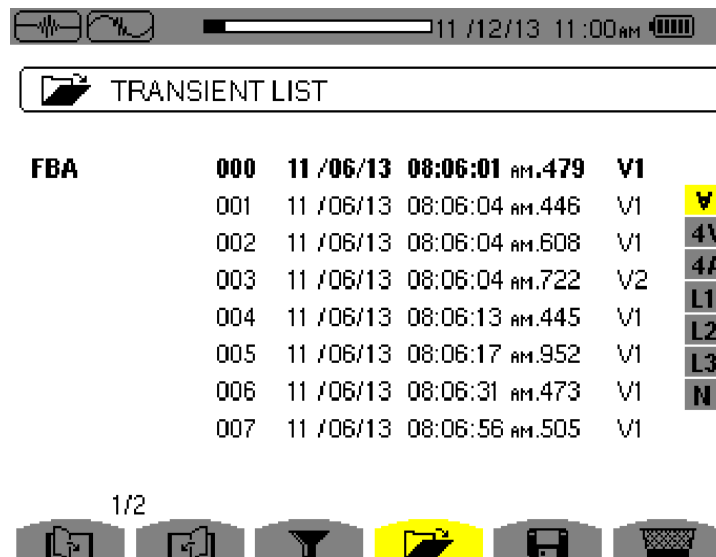 11 /12/13 11:00AM
TRANSIENT LIST
FBA 000 11 /06/13 08:06:01 AM.479 V1
001 11 /06/13 08:06:04 AM.446 V1
002 11 /06/13 08:06:04 AM.608 V1
003 11 /06/13 08:06:04 AM.722 V2
004 11 /06/13 08:06:13 AM.445 V1
005 11 /06/13 08:06:17 AM.952 V1
006 11 /06/13 08:06:31 AM.473 V1
007 11 /06/13 08:06:56 AM.505 V1
∀
4V
4A
L1
L2
L3
N
1/2